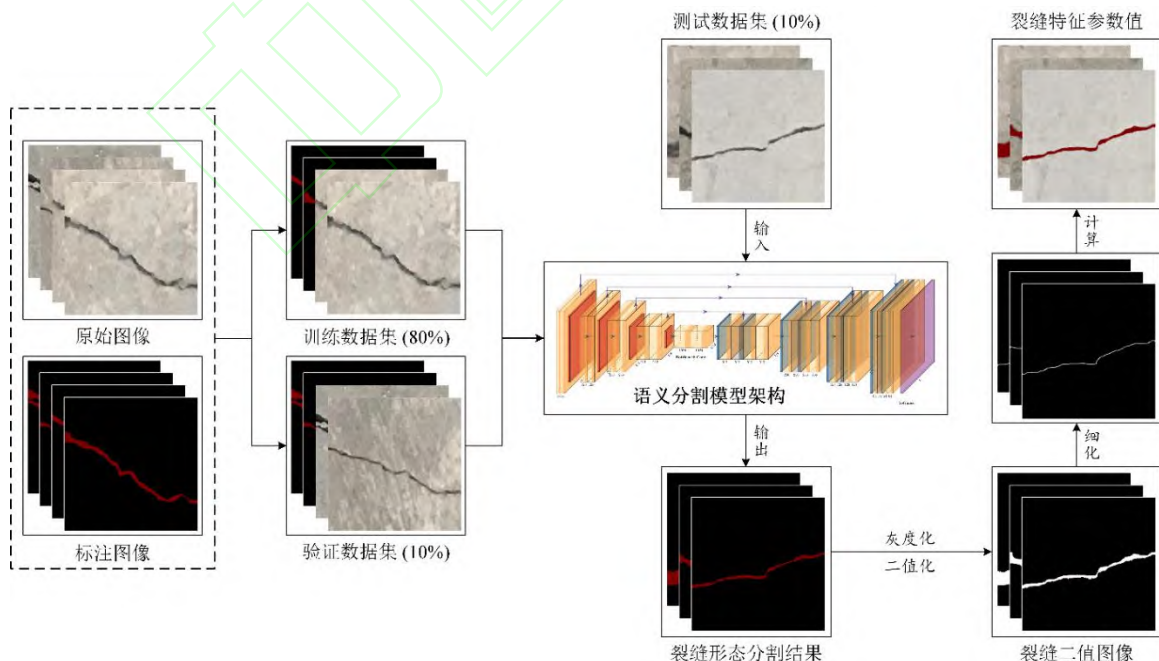 测试数据集 (10%)
裂缝特征参数值
原始图像
训练数据集 (80%)
输入
计算
语义分割模型架构
标注图像
验证数据集 (10%)
输出
细化
灰度化
二值化
裂缝形态分割结果
裂缝二值图像